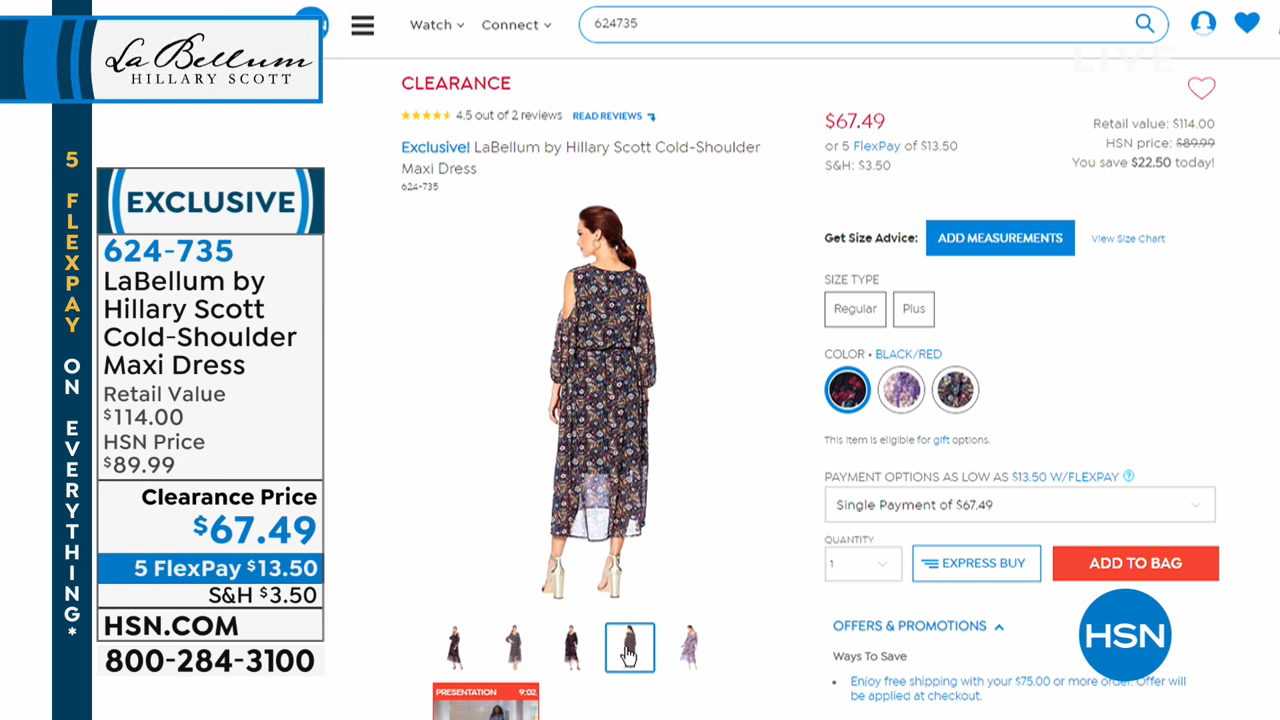 La Bellum
HILLARY SCOTT
5 FLEXPAY ON EVERYTHING*
EXCLUSIVE
624-735
LaBellum by
Hillary Scott
Cold-Shoulder
Maxi Dress
Retail Value
$114.00
HSN Price
$89.99
Clearance Price
$67.49
5 FlexPay $13.50
S&H $3.50
HSN.COM
800-284-3100
Watch
Connect
624735
LIVE
CLEARANCE
4.5 out of 2 reviews READ REVIEWS
Exclusive! LaBellum by Hillary Scott Cold-Shoulder
Maxi Dress
624-735
PRESENTATION 9:02
$67.49
or 5 FlexPay of $13.50
S&H: $3.50
Retail value: $114.00
HSN price: $89.99
You save $22.50 today!
Get Size Advice: ADD MEASUREMENTS View Size Chart
SIZE TYPE
Regular Plus
COLOR • BLACK/RED
This item is eligible for gift options.
PAYMENT OPTIONS AS LOW AS $13.50 W/FLEXPAY ?
Single Payment of $67.49
QUANTITY
1 EXPRESS BUY ADD TO BAG
OFFERS & PROMOTIONS
HSN
Ways To Save
• Enjoy free shipping with your $75.00 or more order. Offer will
be applied at checkout.